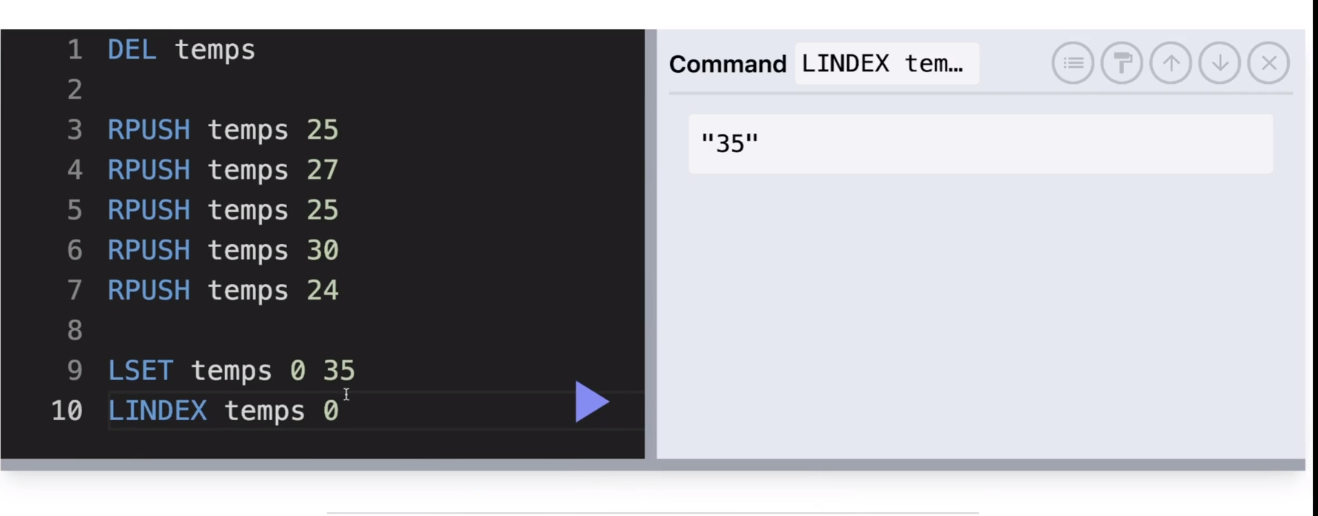 1 DEL temps
2
3 RPUSH temps 25
4 RPUSH temps 27
5 RPUSH temps 25
6 RPUSH temps 30
7 RPUSH temps 24
8
9 LSET temps 0 35
10 LINDEX temps 0
Command LINDEX tem…
"35"